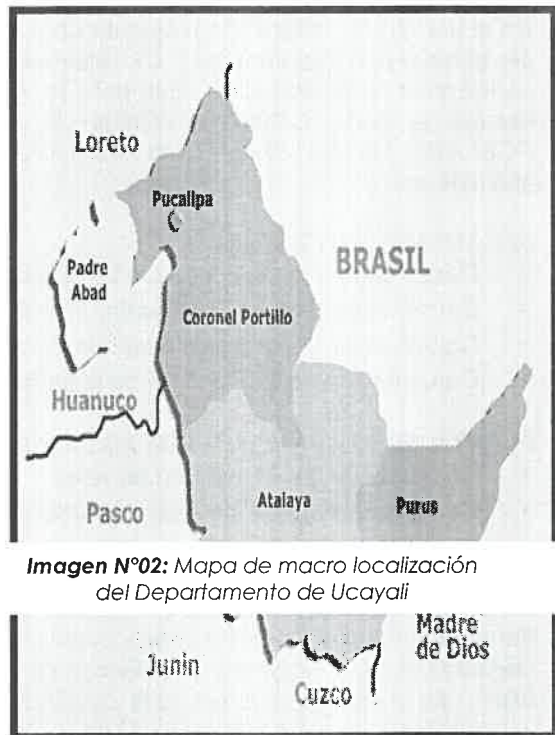 Loreto
Pucallpa
Padre
Abad
BRASIL
Coronel Portillo
Huanuco
Pasco
Atalaya
Purus
Imagen N°02: Mapa de macro localización
del Departamento de Ucayali
Junin
Cuzco
Madre
de Dios